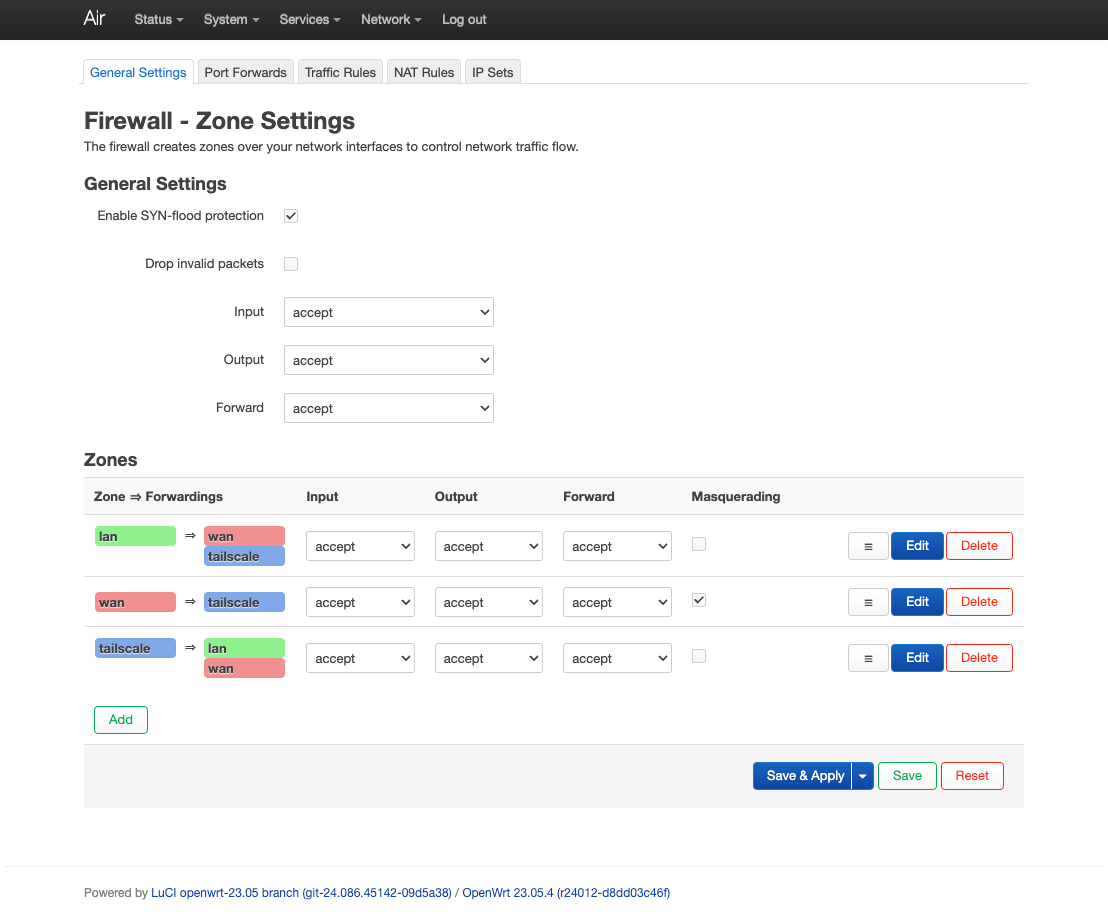 Air Status System Services Network Log out
General Settings Port Forwards Traffic Rules NAT Rules IP Sets
Firewall - Zone Settings
The firewall creates zones over your network interfaces to control network traffic flow.
General Settings
Enable SYN-flood protection
Drop invalid packets
Input accept
Output accept
Forward accept
Zones
Zone ⇒ Forwardings Input Output Forward Masquerading
lan ⇒ wan accept accept accept ≡ Edit Delete
tailscale
wan ⇒ tailscale accept accept accept ≡ Edit Delete
tailscale ⇒ lan accept accept accept ≡ Edit Delete
wan
Add
Save & Apply Save Reset
Powered by LuCI openwrt-23.05 branch (git-24.086.45142-09d5a38) / OpenWrt 23.05.4 (r24012-d8dd03c46f)